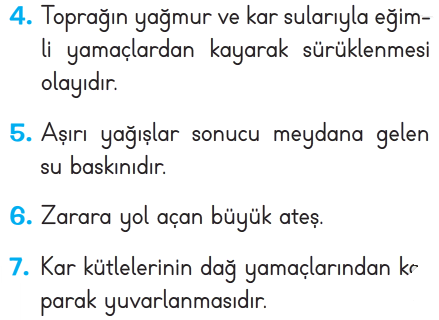 4. Toprağın yağmur ve kar sularıyla eğim-
li yamaçlardan kayarak sürüklenmesi
olayıdır.
5. Aşırı yağışlar sonucu meydana gelen
su baskınıdır.
6. Zarara yol açan büyük ateş.
7. Kar kütlelerinin dağ yamaçlarından
parak yuvarlanmasıdır.